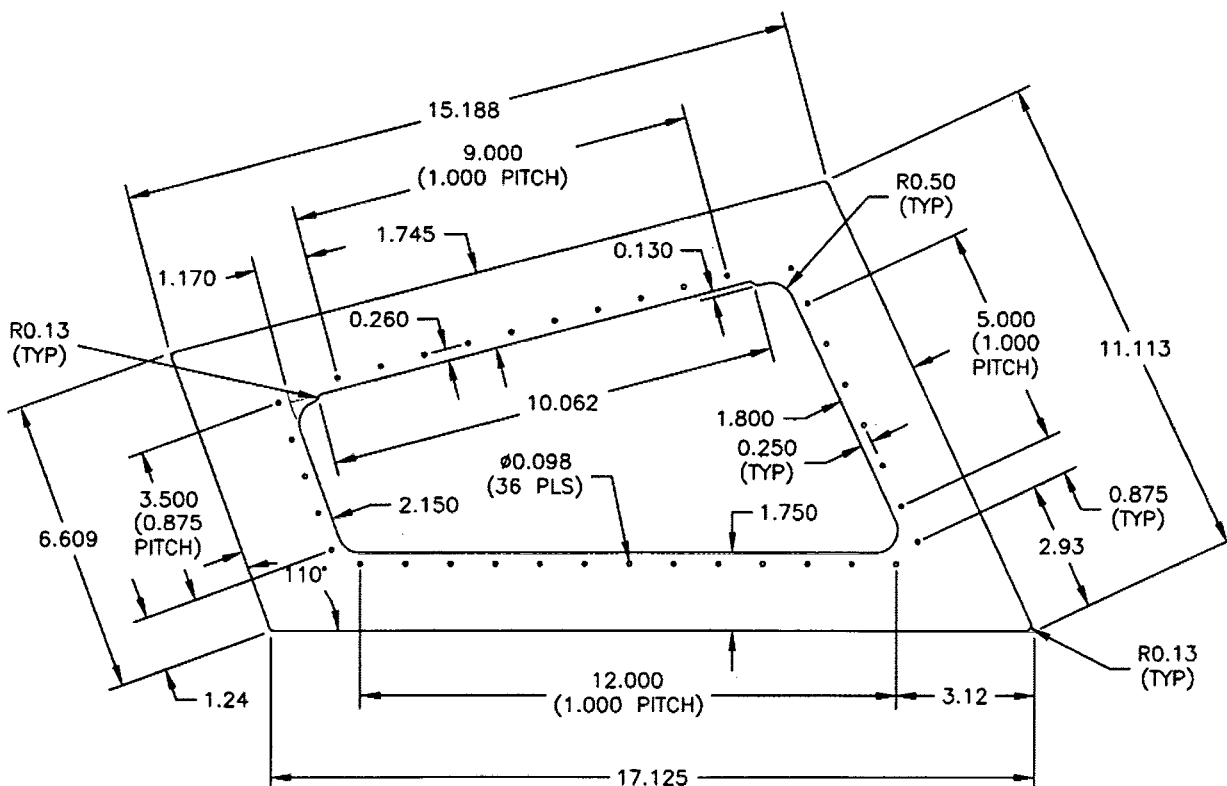 15.188
9.000
(1.000 PITCH)
R0.50
(TYP)
1.745
0.130
1.170
R0.13
(TYP)
0.260
5.000
(1.000
PITCH)
11.113
10.062
1.800
0.250
(TYP)
Ø0.098
(36 PLS)
3.500
(0.875
PITCH)
6.609
2.150
1.750
0.875
(TYP)
2.93
110°
R0.13
(TYP)
1.24
12.000
(1.000 PITCH)
3.12
17.125